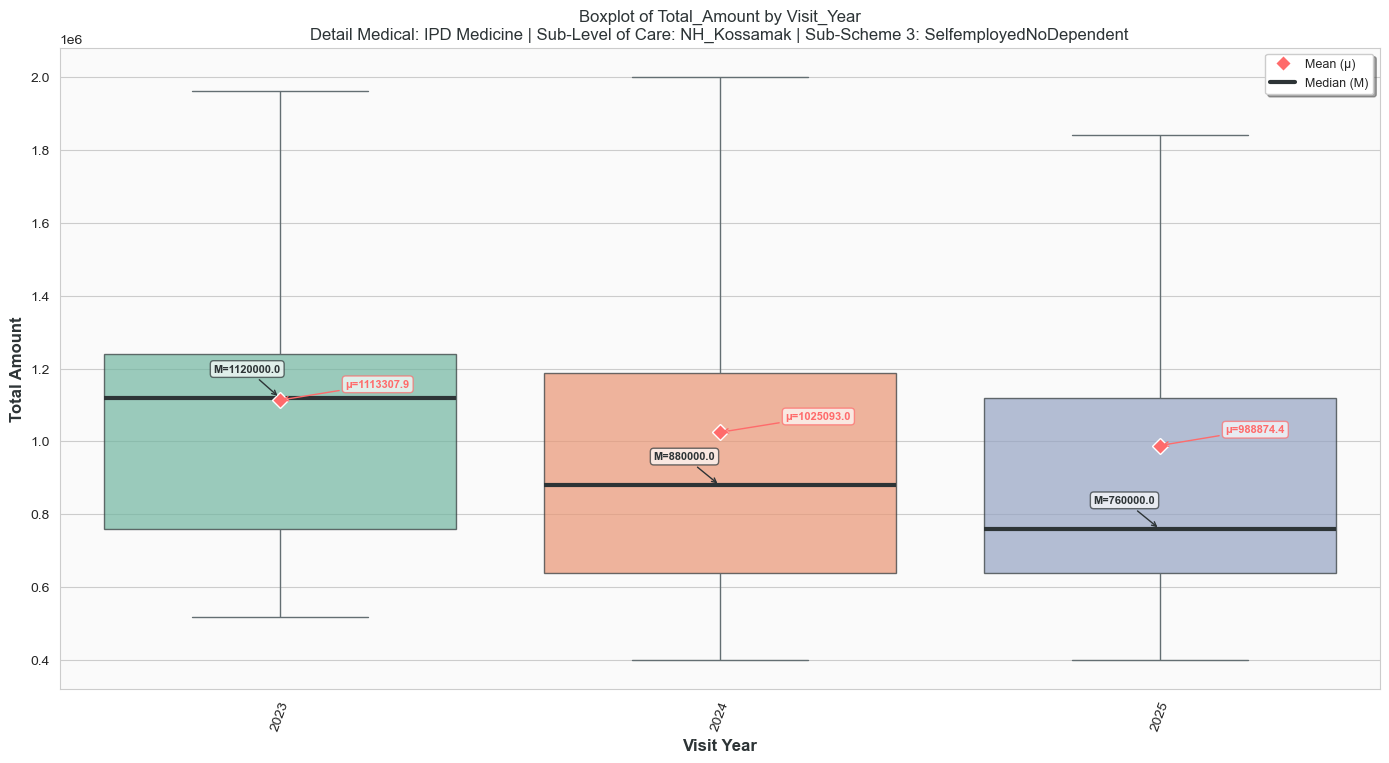 Boxplot of Total_Amount by Visit_Year
Detail Medical: IPD Medicine | Sub-Level of Care: NH_Kossamak | Sub-Scheme 3: SelfemployedNoDependent
1e6
Mean (μ)
Median (M)
2.0
1.8
1.6
1.4
1.2
1.0
0.8
0.6
0.4
Total Amount
M=1120000.0
μ=1113307.9
μ=1025093.0
M=880000.0
μ=988874.4
M=760000.0
2023
2024
2025
Visit Year